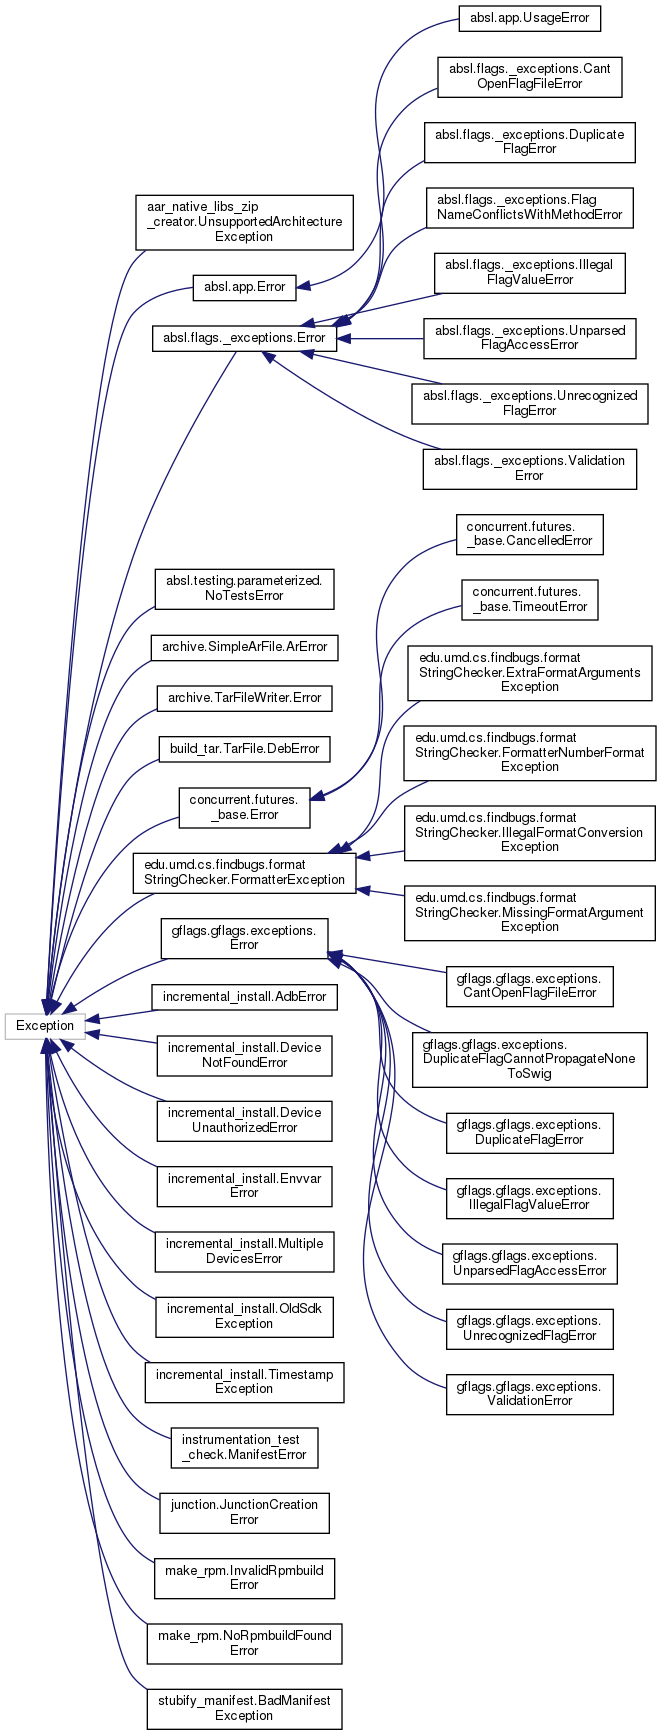 absl.app.UsageError
absl.flags._exceptions.Cant
OpenFlagFileError
absl.flags._exceptions.Duplicate
FlagError
absl.flags._exceptions.Flag
NameConflictsWithMethodError
absl.flags._exceptions.Illegal
FlagValueError
absl.flags._exceptions.Unparsed
FlagAccessError
absl.flags._exceptions.Unrecognized
FlagError
absl.flags._exceptions.Validation
Error
aar_native_libs_zip
_creator.UnsupportedArchitecture
Exception
absl.app.Error
absl.flags._exceptions.Error
concurrent.futures.
_base.CancelledError
concurrent.futures.
_base.TimeoutError
edu.umd.cs.findbugs.format
StringChecker.ExtraFormatArguments
Exception
edu.umd.cs.findbugs.format
StringChecker.FormatterNumberFormat
Exception
edu.umd.cs.findbugs.format
StringChecker.IllegalFormatConversion
Exception
edu.umd.cs.findbugs.format
StringChecker.MissingFormatArgument
Exception
absl.testing.parameterized.
NoTestsError
archive.SimpleArFile.ArError
archive.TarFileWriter.Error
build_tar.TarFile.DebError
concurrent.futures.
_base.Error
edu.umd.cs.findbugs.format
StringChecker.FormatterException
gflags.gflags.exceptions.
Error
incremental_install.AdbError
Exception
incremental_install.Device
NotFoundError
incremental_install.Device
UnauthorizedError
incremental_install.Envvar
Error
incremental_install.Multiple
DevicesError
incremental_install.OldSdk
Exception
incremental_install.Timestamp
Exception
instrumentation_test
_check.ManifestError
junction.JunctionCreation
Error
make_rpm.InvalidRpmbuild
Error
make_rpm.NoRpmbuildFound
Error
stubify_manifest.BadManifest
Exception
gflags.gflags.exceptions.
CantOpenFlagFileError
gflags.gflags.exceptions.
DuplicateFlagCannotPropagateNone
ToSwig
gflags.gflags.exceptions.
DuplicateFlagError
gflags.gflags.exceptions.
IllegalFlagValueError
gflags.gflags.exceptions.
UnparsedFlagAccessError
gflags.gflags.exceptions.
UnrecognizedFlagError
gflags.gflags.exceptions.
ValidationError